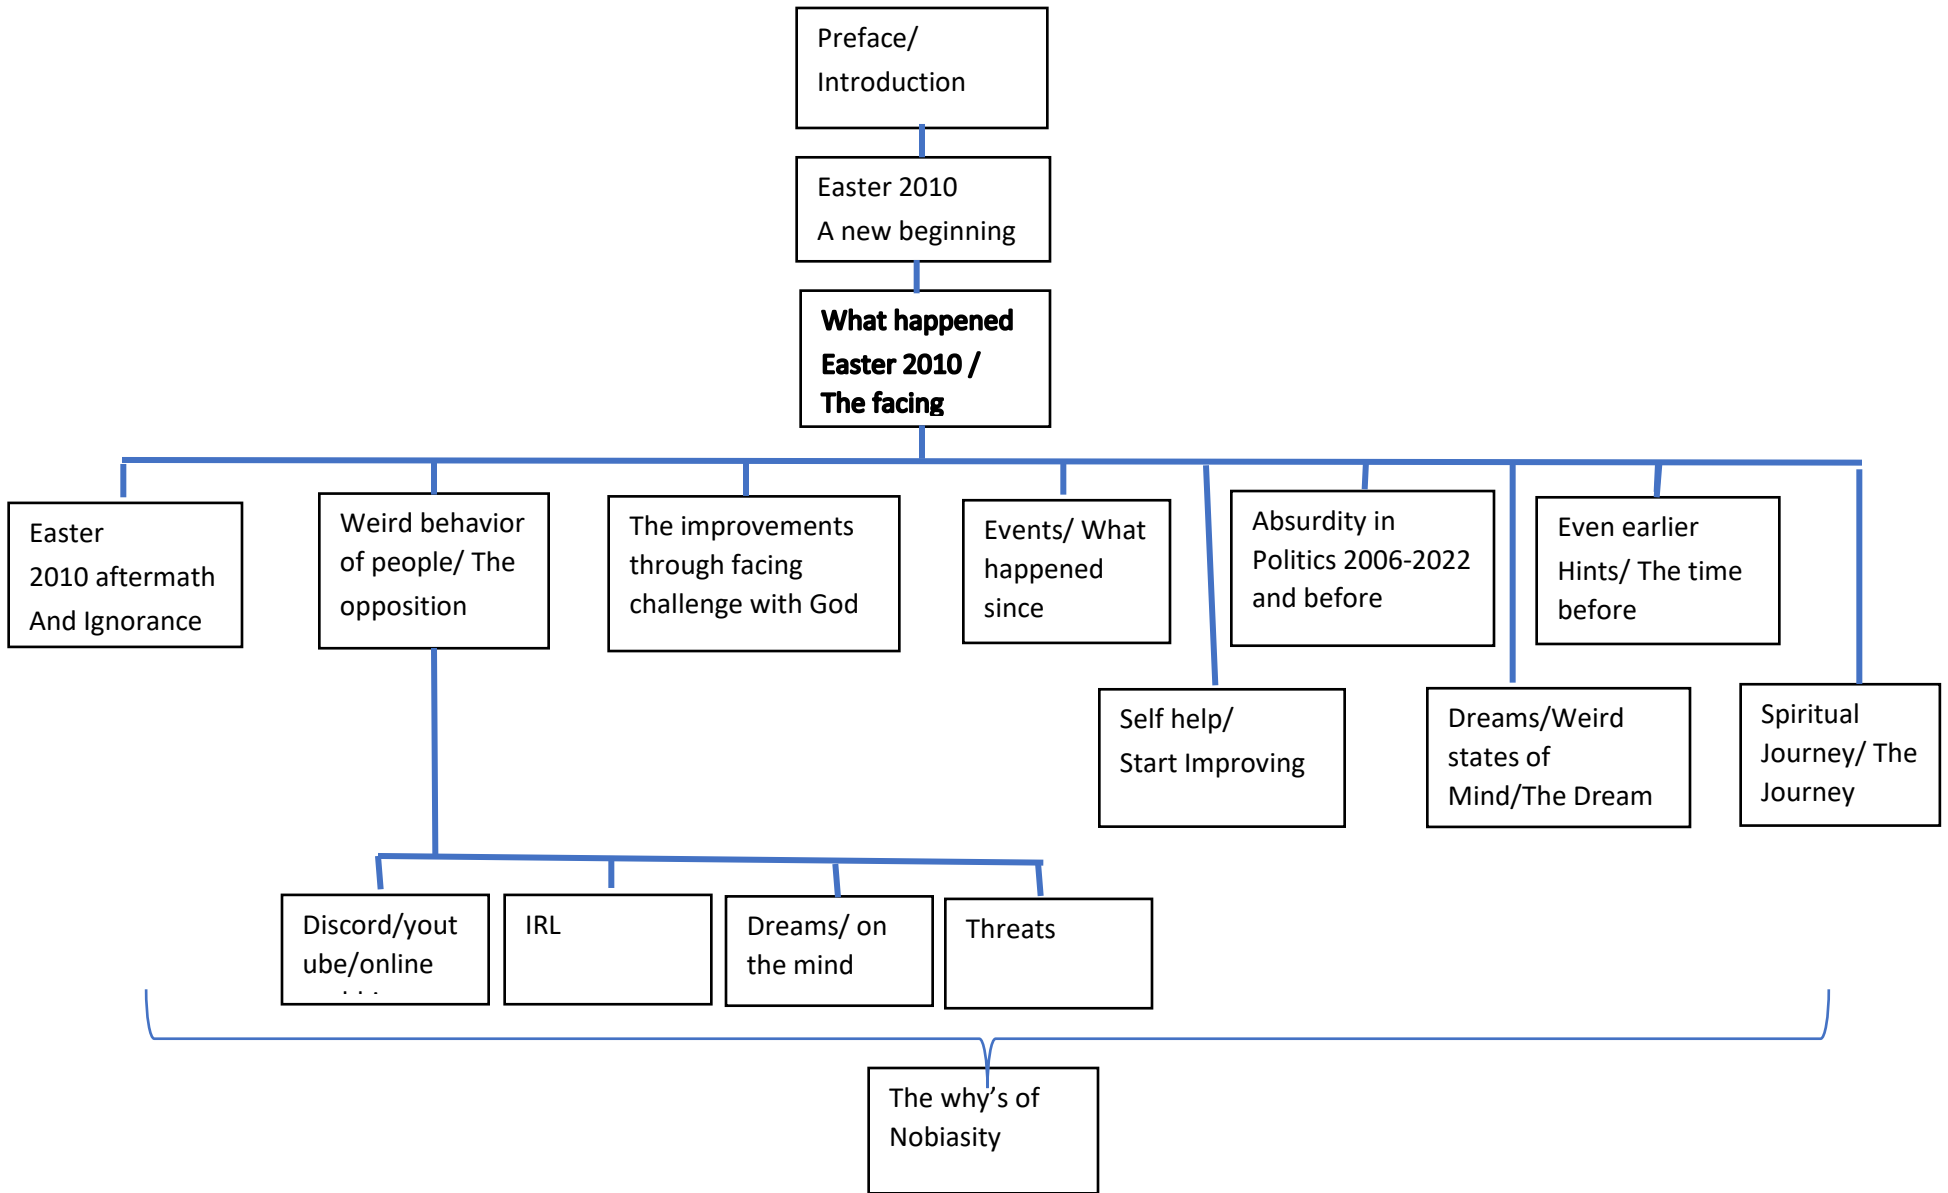 Preface/
Introduction
Easter 2010
A new beginning
What happened
Easter 2010 /
The facing
Easter
2010 aftermath
And Ignorance
Weird behavior
of people/ The
opposition
The improvements
through facing
challenge with God
Events/ What
happened
since
Absurdity in
Politics 2006-2022
and before
Even earlier
Hints/ The time
before
Self help/
Start Improving
Dreams/Weird
states of
Mind/The Dream
Spiritual
Journey/ The
Journey
Discord/yout
ube/online
IRL
Dreams/ on
the mind
Threats
The why's of
Nobiasity